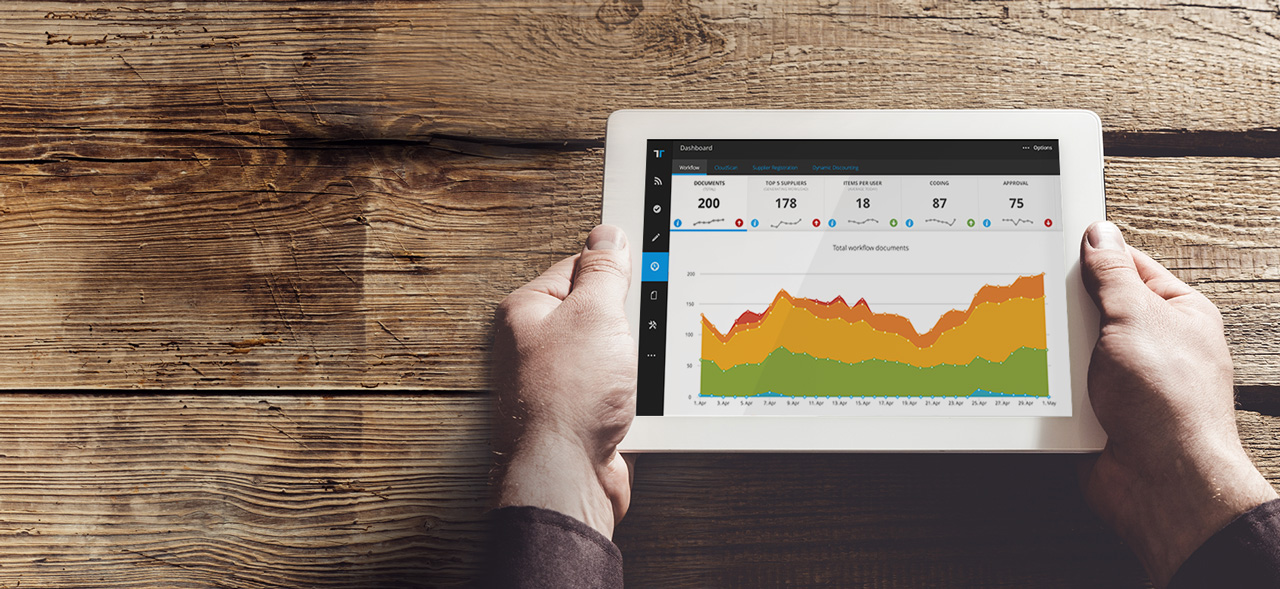 Dashboard
••• Options
Workflow CloudScan Supplier Registration Dynamic Discounting
DOCUMENTS TOP 5 SUPPLIERS ITEMS PER USER CODING APPROVAL
(TOTAL)
200 178 18 87 75
Total workflow documents
200
150
100
50
0
1. Apr 3. Apr 5. Apr 7. Apr 9. Apr 11. Apr 13. Apr 15. Apr 17. Apr 19. Apr 21. Apr 23. Apr 25. Apr 27. Apr 29. Apr 1. May